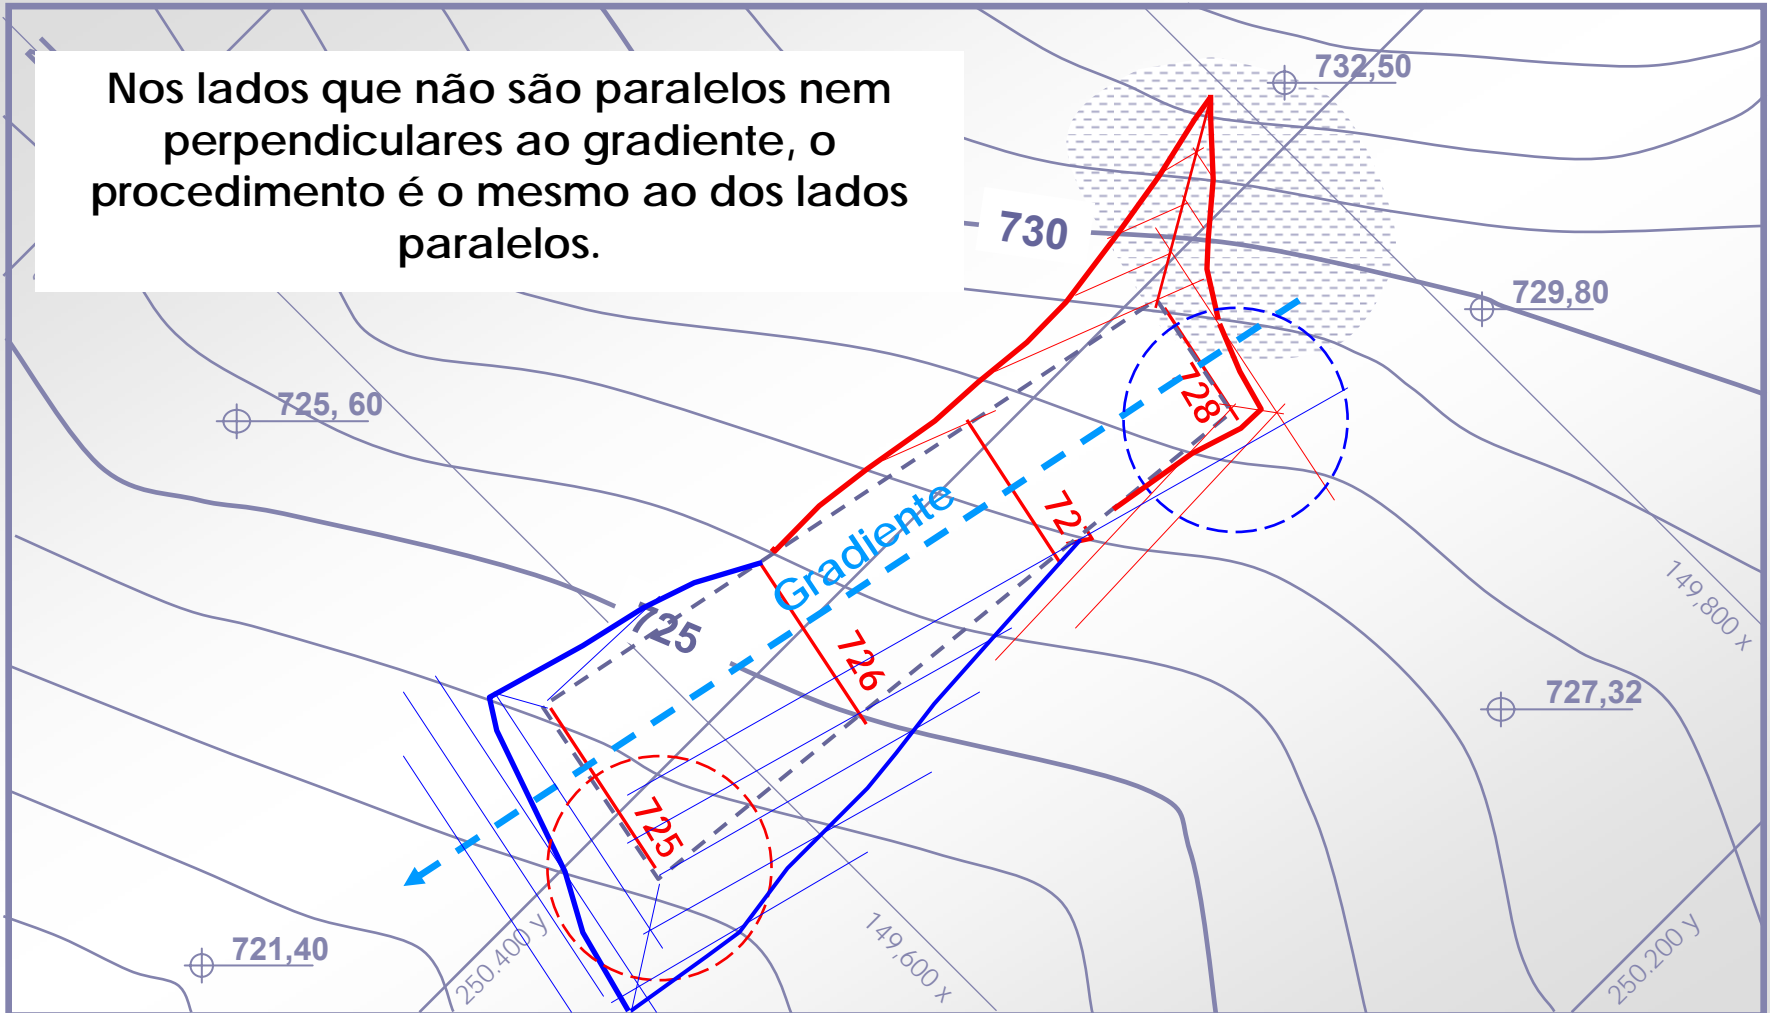 Nos lados que não são paralelos nem
perpendiculares ao gradiente, o
procedimento é o mesmo ao dos lados
paralelos.
732,50
730
729,80
728
725, 60
Gradiente
727
149,800 x
725
726
727,32
725
721,40
250.400 y
149,600 x
250.200 y